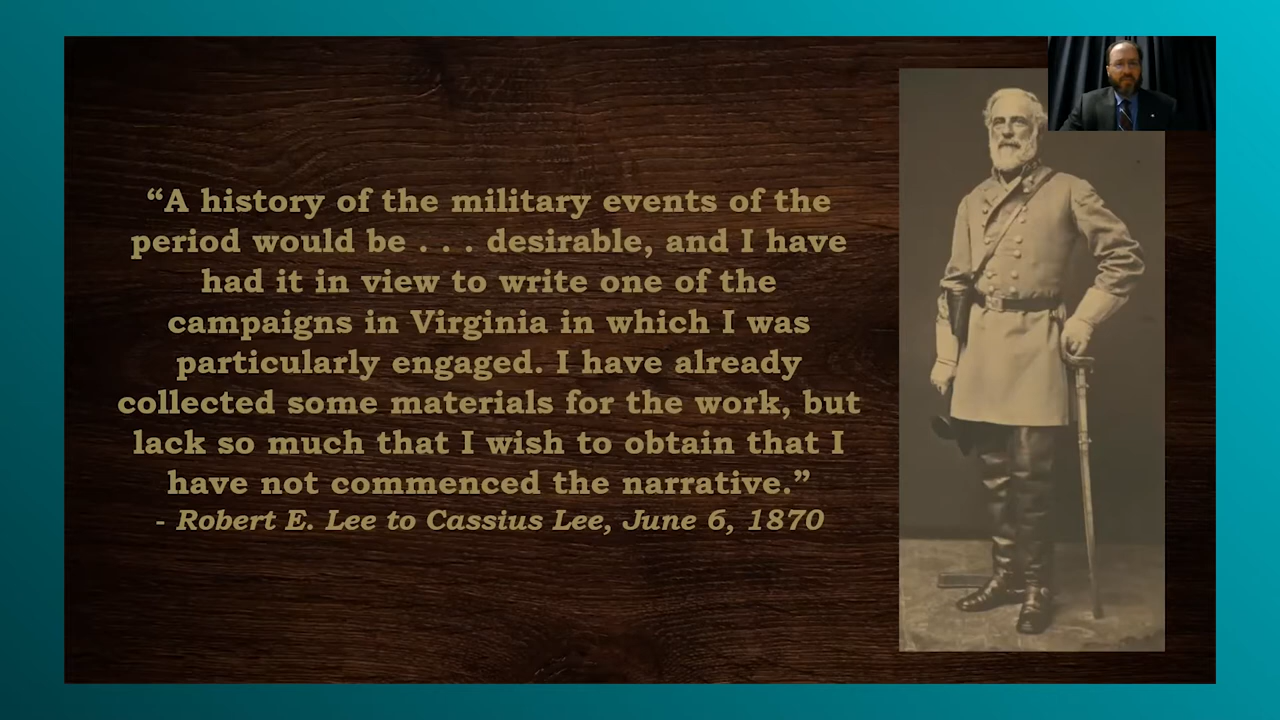 “A history of the military events of the
period would be . . . desirable, and I have
had it in view to write one of the
campaigns in Virginia in which I was
particularly engaged. I have already
collected some materials for the work, but
lack so much that I wish to obtain that I
have not commenced the narrative.”
- Robert E. Lee to Cassius Lee, June 6, 1870